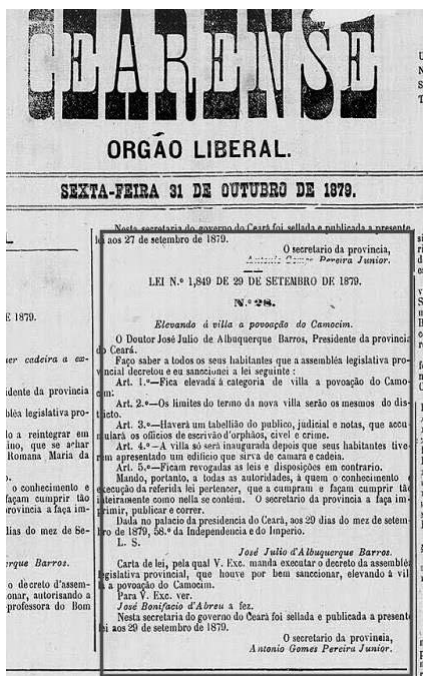 CEARENSE
ORGÃO LIBERAL.
SEXTA-FEIRA 31 DE OUTUBRO DE 1879.
E 1879.
uer cadeira a ex-
idente da provincia
bléa legislativa pro-
lo a reintegrar em
ino, que se achar
Romana Maria da
o conhecimento e
façam cumprir tão
provincia a faça im-
dias do mez de Se-
erque Barros.
o decreto d'assem-
onar, autorisando a
professora do Bom
Nesta secretaria do governo do Ceará foi sellada e publicada a presente
lei aos 27 de setembro de 1879.
O secretario da provincia,
Antonio Gomes Pereira Junior.
LEI N.º 1,849 DE 29 DE SETEMBRO DE 1879.
N.º 28.
Elevando á villa a povoação do Camocim.
O Doutor José Julio de Albuquerque Barros, Presidente da provincia
do Ceará.
Faço saber a todos os seus habitantes que a assembléa legislativa pro-
vincial decretou e eu sanccionei a lei seguinte :
Art. 1.º—Fica elevada á categoria de villa a povoação do Camo-
cim:
Art. 2.º—Os limites do termo da nova villa serão os mesmos do dis-
tricto.
Art. 3.º—Haverá um tabellião do publico, judicial e notas, que accu-
mulará os officios de escrivão d'orphãos, civel e crime.
Art. 4.º—A villa só será inaugurada depois que seus habitantes tive-
rem apresentado um edificio que sirva de camara e cadeia.
Art. 5.º—Ficam revogadas as leis e disposições em contrario.
Mando, portanto, a todas as autoridades, á quem o conhecimento e
execução da referida lei pertencer, que a cumpram e façam cumprir tão
inteiramente como nella se contém. O secretario da provincia a faça im-
primir, publicar e correr.
Dada no palacio da presidencia do Ceará, aos 29 dias do mez de setem-
bro de 1879, 58.º da Independencia e do Imperio.
L. S.
José Julio d'Albuquerque Barros.
Carta de lei, pela qual V. Exc. manda executar o decreto da assembléa
legislativa provincial, que houve por bem sanccionar, elevando á vil-
la a povoação do Camocim.
Para V. Exc. ver.
José Bonifacio d'Abreu a fez.
Nesta secretaria do governo do Ceará foi sellada e publicada a presente
lei aos 29 de setembro de 1879.
O secretario da provincia,
Antonio Gomes Pereira Junior.